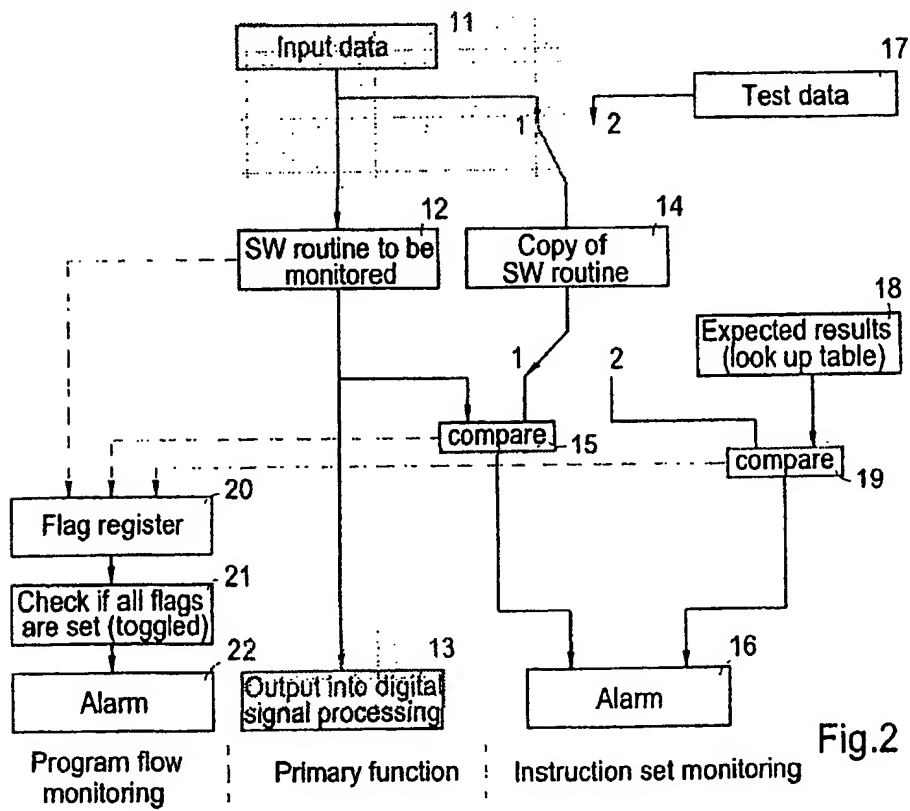 11
Input data
17
Test data
1
2
12
SW routine to be
monitored
14
Copy of
SW routine
18
Expected results
(look up table)
1
2
compare
15
compare
19
20
Flag register
21
Check if all flags
are set (toggled)
22
Alarm
13
Output into digital
signal processing
16
Alarm
Fig.2
Program flow
monitoring
Primary function
Instruction set monitoring